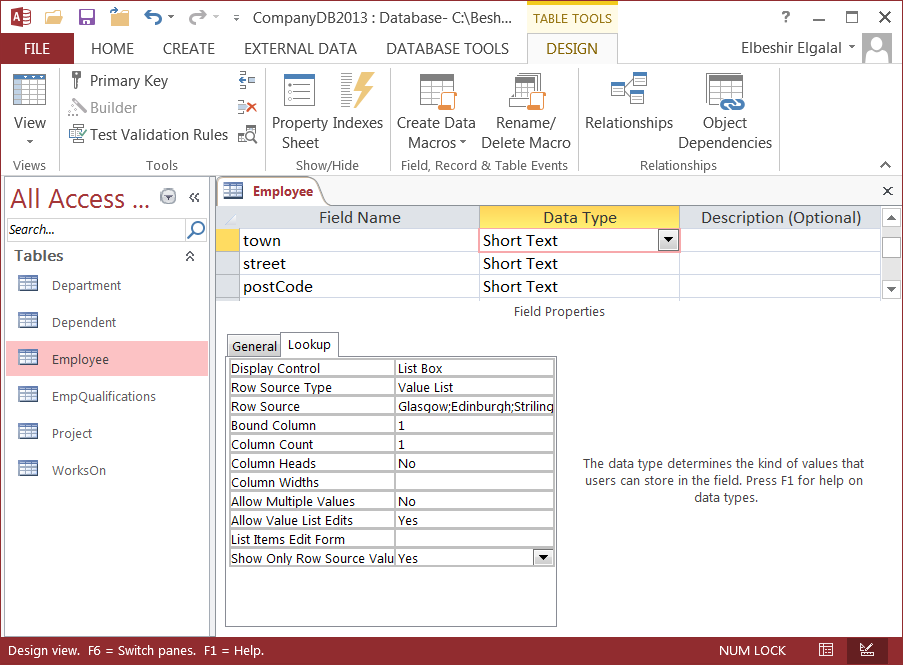 CompanyDB2013 : Database- C:\Besh...
TABLE TOOLS
?
FILE
HOME
CREATE
EXTERNAL DATA
DATABASE TOOLS
DESIGN
Elbeshir Elgalal
View
Views
Primary Key
Builder
Test Validation Rules
Tools
Property Sheet
Indexes
Show/Hide
Create Data Macros
Rename/ Delete Macro
Field, Record & Table Events
Relationships
Object Dependencies
Relationships
All Access ...
Search...
Tables
Department
Dependent
Employee
EmpQualifications
Project
WorksOn
Employee
Field Name Data Type Description (Optional)
town Short Text
street Short Text
postCode Short Text
Field Properties
General Lookup
Display Control List Box
Row Source Type Value List
Row Source Glasgow;Edinburgh;Striling
Bound Column 1
Column Count 1
Column Heads No
Column Widths
Allow Multiple Values No
Allow Value List Edits Yes
List Items Edit Form
Show Only Row Source Valu Yes
The data type determines the kind of values that
users can store in the field. Press F1 for help on
data types.
Design view. F6 = Switch panes. F1 = Help.
NUM LOCK